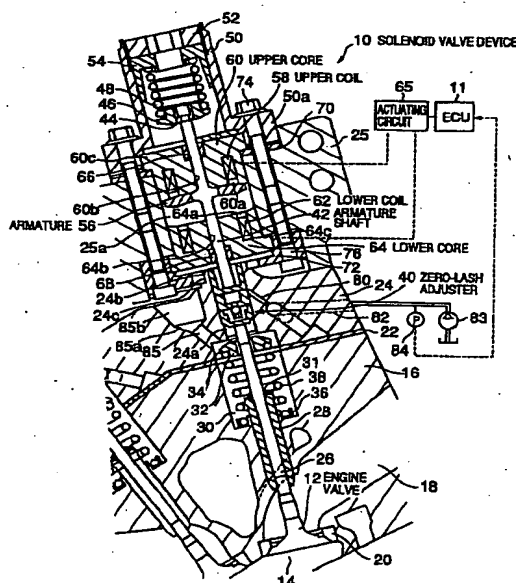 52
50
54
60 UPPER CORE
58 UPPER COIL
10 SOLENOID VALVE DEVICE
48
46
44
74
50a
65
11
70
ACTUATING CIRCUIT
ECU
60c
66
25
60b
ARMATURE 56
64a
60a
62 LOWER COIL
42 ARMATURE SHAFT
64c
25a
64 LOWER CORE
64b
76
68
72
40 ZERO-LASH ADJUSTER
24b
80
24
24c
82
83
85b
22
84
85a
85
24a
31
16
34
38
32
36
30
28
26
12 ENGINE VALVE
18
20
14
P